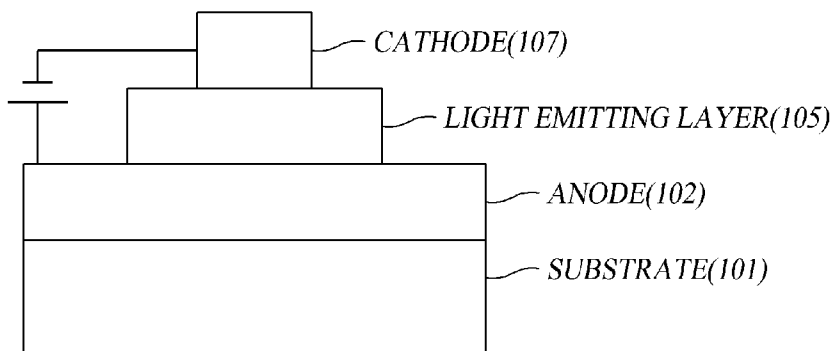 CATHODE(107)
LIGHT EMITTING LAYER(105)
ANODE(102)
SUBSTRATE(101)